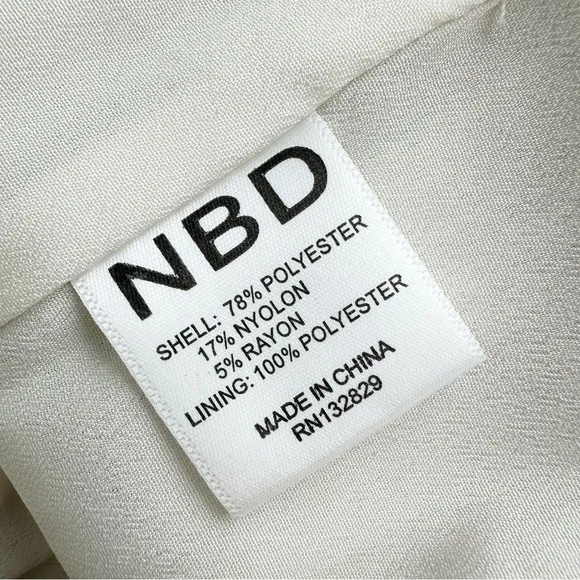 NBD
SHELL: 78% POLYESTER
17% NYOLON
5% RAYON
LINING: 100% POLYESTER
MADE IN CHINA
RN132829